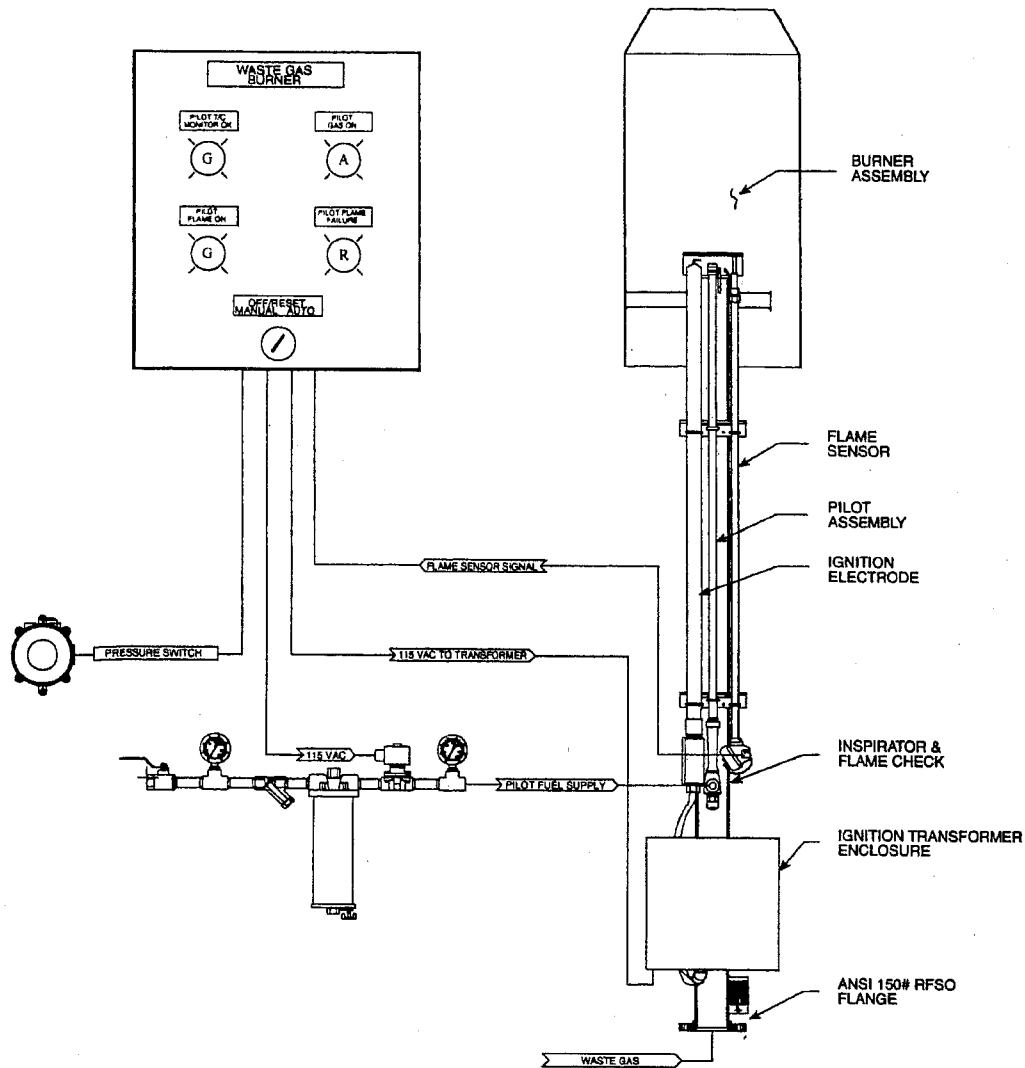 WASTE GAS
BURNER
PILOT T/C
MONITOR OK
PILOT
GAS ON
G
A
PILOT
FLAME ON
PILOT FLAME
FAILURE
G
R
OFF/RESET
MANUAL AUTO
BURNER
ASSEMBLY
FLAME
SENSOR
PILOT
ASSEMBLY
IGNITION
ELECTRODE
FLAME SENSOR SIGNAL
PRESSURE SWITCH
115 VAC TO TRANSFORMER
115 VAC
PILOT FUEL SUPPLY
INSPIRATOR &
FLAME CHECK
IGNITION TRANSFORMER
ENCLOSURE
ANSI 150# RFSO
FLANGE
WASTE GAS